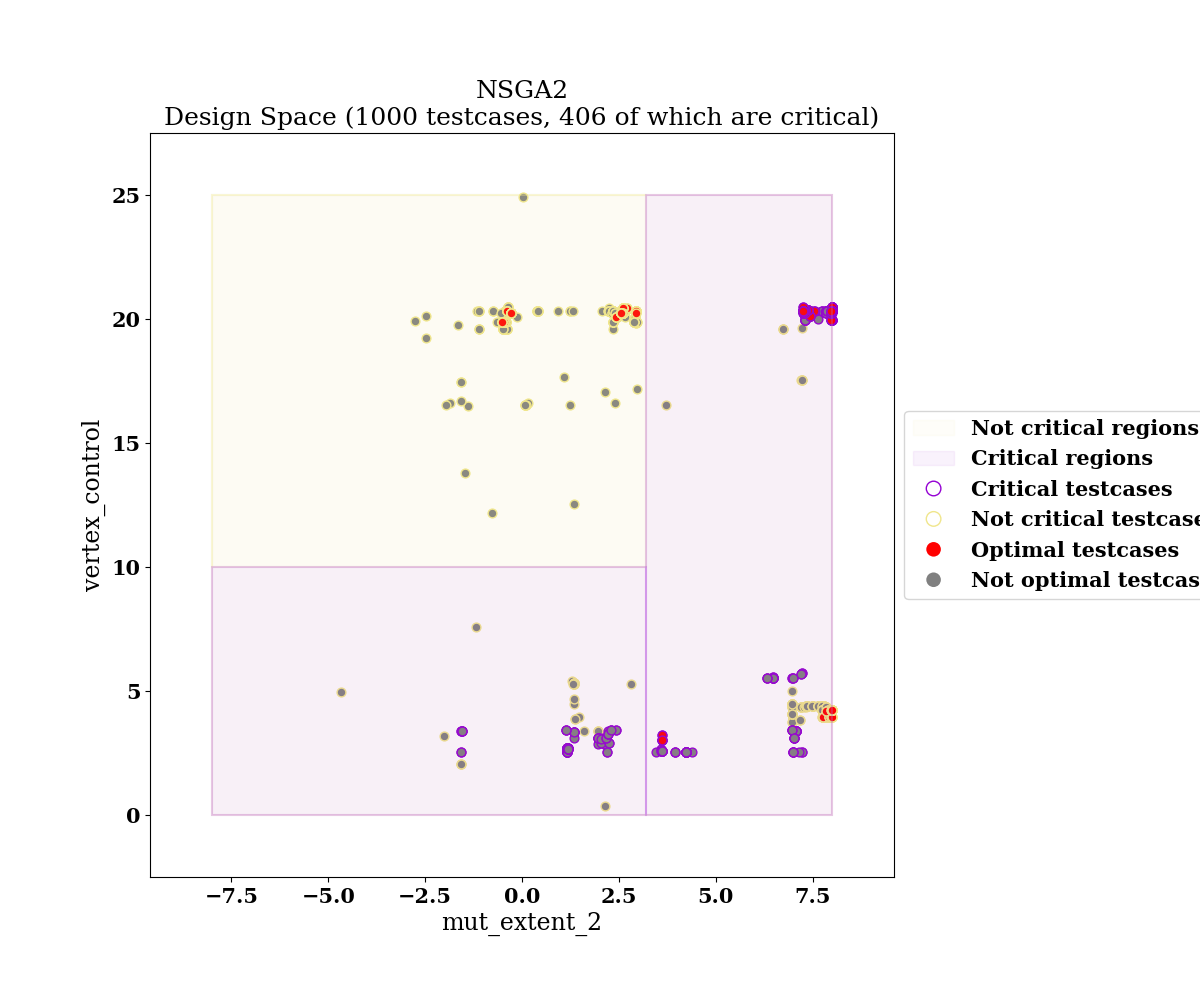 NSGA2
Design Space (1000 testcases, 406 of which are critical)
25
20
15
10
5
0
vertex_control
−7.5
−5.0
−2.5
0.0
2.5
5.0
7.5
mut_extent_2
Not critical regions
Critical regions
Critical testcases
Not critical testcase
Optimal testcases
Not optimal testcas